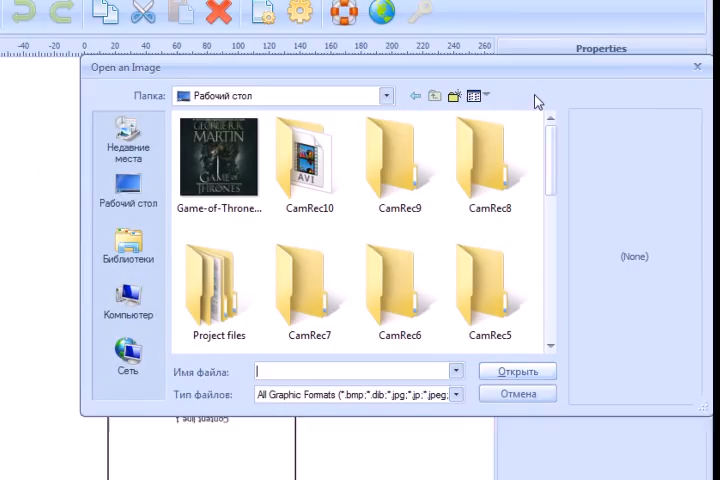 -40 -20 0 20 40 60 80 100 120 140 160 180 200 220 240 260
Properties
Open an Image
Папка: Рабочий стол
GEORGE R.R.
MARTIN
GAME OF
THRONES
AVI
Game-of-Throne... CamRec10 CamRec9 CamRec8
Недавние
места
Рабочий стол
Библиотеки
Компьютер
Сеть
(None)
Project files CamRec7 CamRec6 CamRec5
Имя файла: Открыть
Тип файлов: All Graphic Formats (*.bmp;*.dib;*.jpg;*.jp;*.jpeg; Отмена
Content line 1